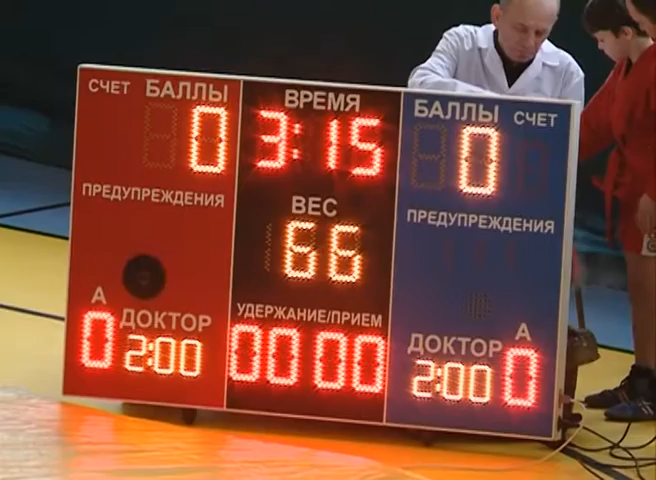 СЧЕТ БАЛЛЫ ВРЕМЯ БАЛЛЫ СЧЕТ
0 3:15 0
ПРЕДУПРЕЖДЕНИЯ ВЕС ПРЕДУПРЕЖДЕНИЯ
66
А ДОКТОР УДЕРЖАНИЕ/ПРИЕМ ДОКТОР А
0 2:00 00 00 2:00 0